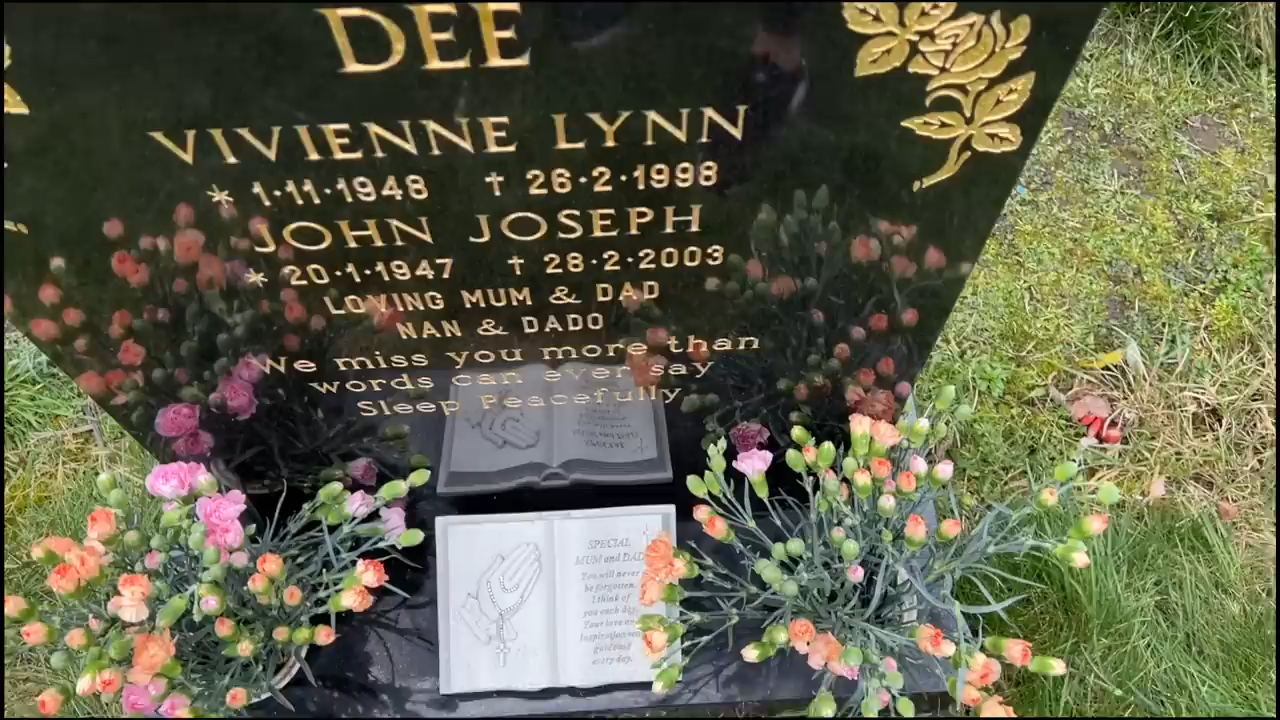 DEE
VIVIENNE LYNN
* 1·11·1948 † 26·2·1998
JOHN JOSEPH
* 20·1·1947 † 28·2·2003
LOVING MUM & DAD
NAN & DADO
We miss you more than
words can ever say
Sleep Peacefully
SPECIAL
MUM and DAD
You will never
be forgotten.
I think of
you each day.
Your love and
Inspiration
guide me
every day.